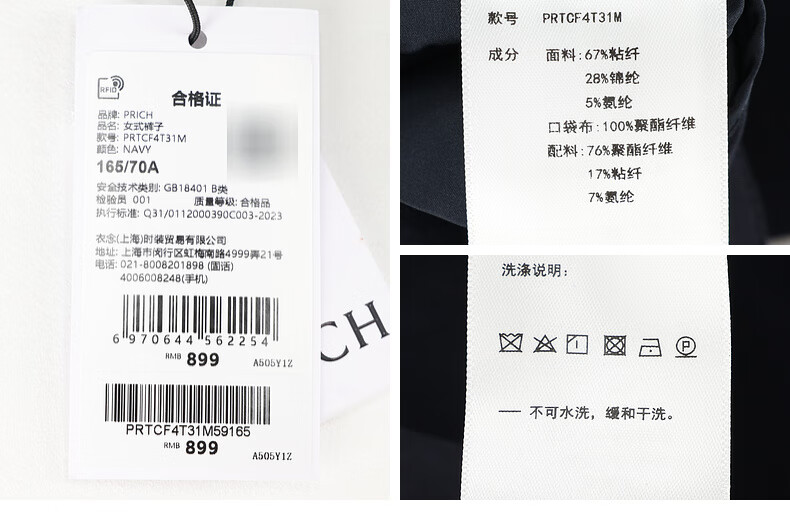 RFID
合格证
品牌: PRICH
品名: 女式裤子
款号: PRTCF4T31M
颜色: NAVY
165/70A
安全技术类别: GB18401 B类
检验员 001 质量等级: 合格品
执行标准: Q31/0112000390C003-2023
衣念(上海)时装贸易有限公司
地址: 上海市闵行区虹梅南路4999弄21号
电话: 021-8008201898 (固话)
4006008248(手机)
6 970644 562254
RMB 899 A505Y1Z
PRTCF4T31M59165
RMB 899
A505Y1Z
CH
款号 PRTCF4T31M
成分 面料:67%粘纤
28%锦纶
5%氨纶
口袋布:100%聚酯纤维
配料:76%聚酯纤维
17%粘纤
7%氨纶
洗涤说明:
P
— 不可水洗，缓和干洗。